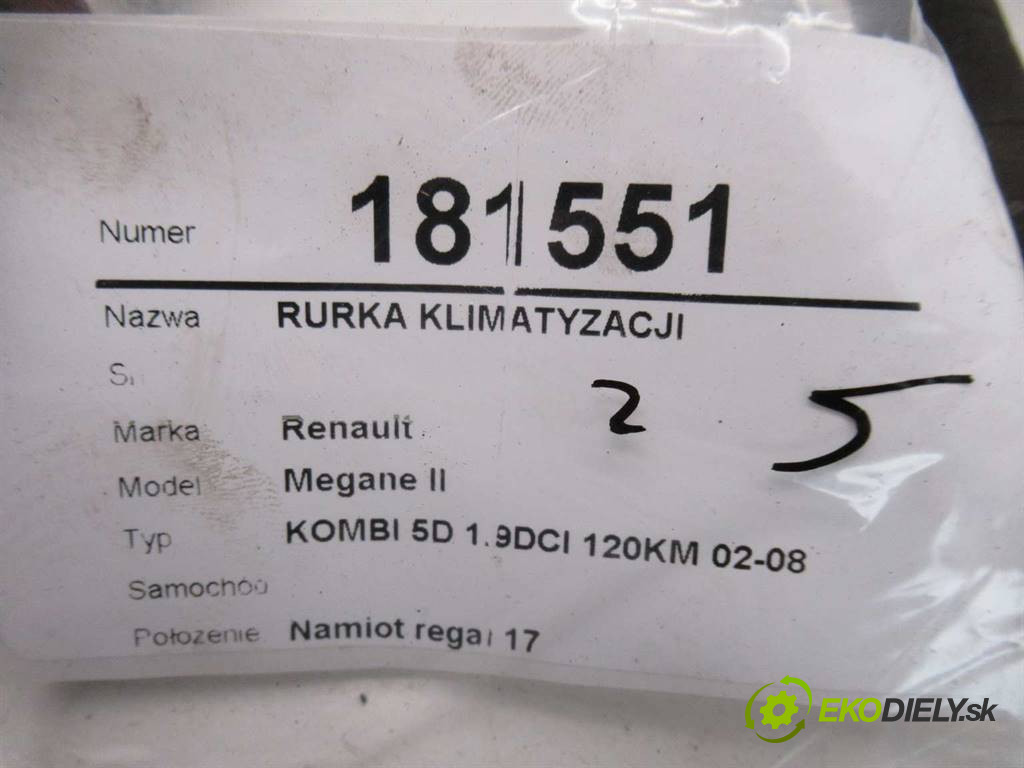 Numer 181551
Nazwa RURKA KLIMATYZACJI
2 5
Marka Renault
Model Megane II
Typ KOMBI 5D 1.9DCI 120KM 02-08
Samochód
Położenie Namiot regał 17
EKODIELY.sk